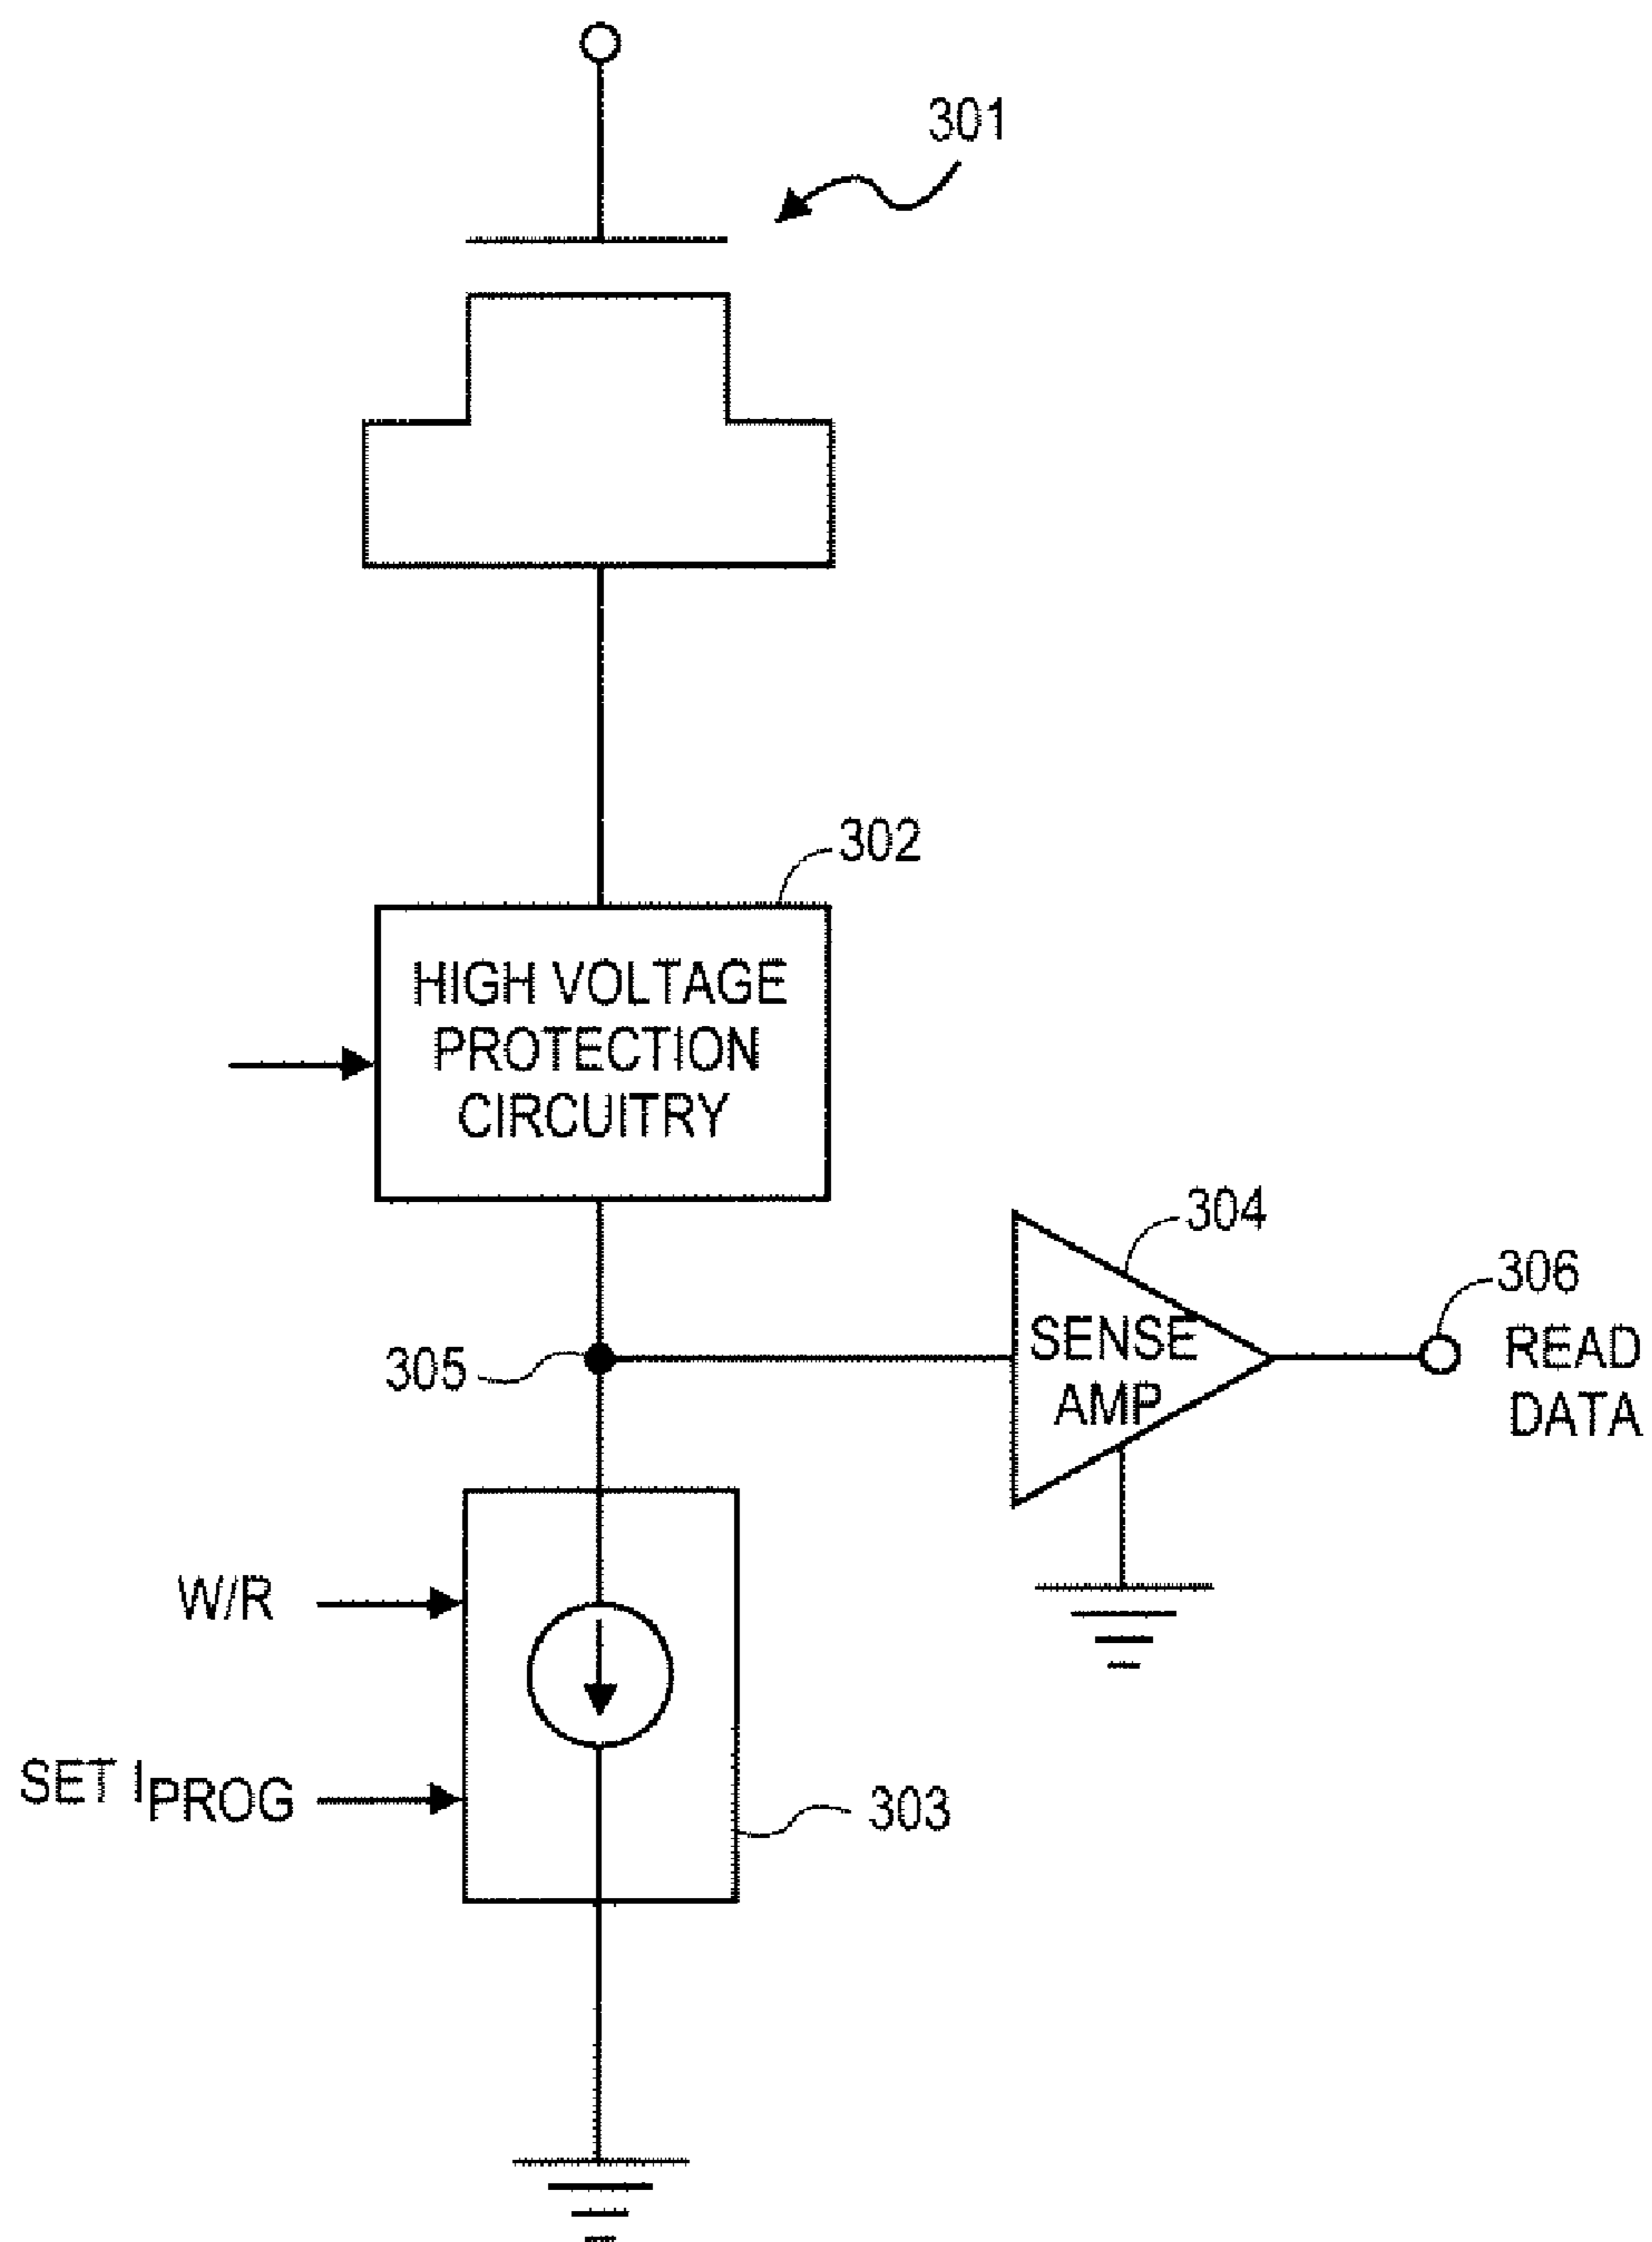 301
302
HIGH VOLTAGE
PROTECTION
CIRCUITRY
304
306
305
SENSE
AMP
READ
DATA
W/R
SET IPROG
303